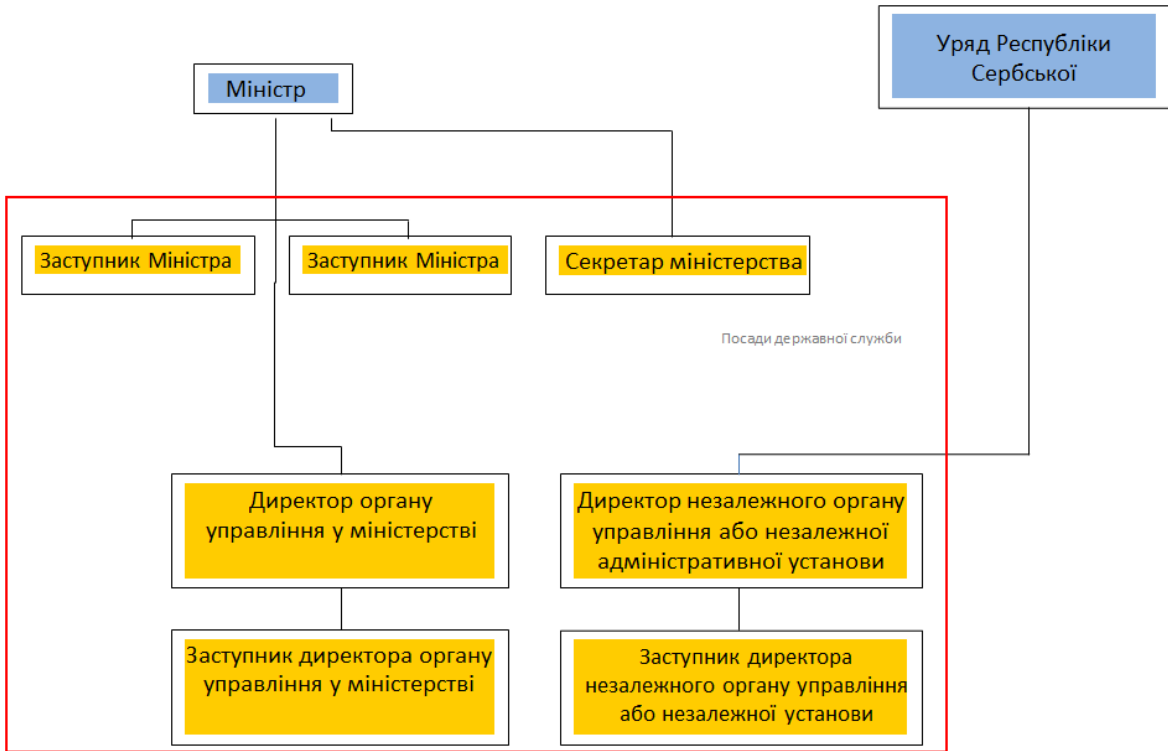 Уряд Республіки
Сербської
Міністр
Заступник Міністра
Заступник Міністра
Секретар міністерства
Посади державної служби
Директор органу
управління у міністерстві
Директор незалежного органу
управління або незалежної
адміністративної установи
Заступник директора органу
управління у міністерстві
Заступник директора
незалежного органу управління
або незалежної установи